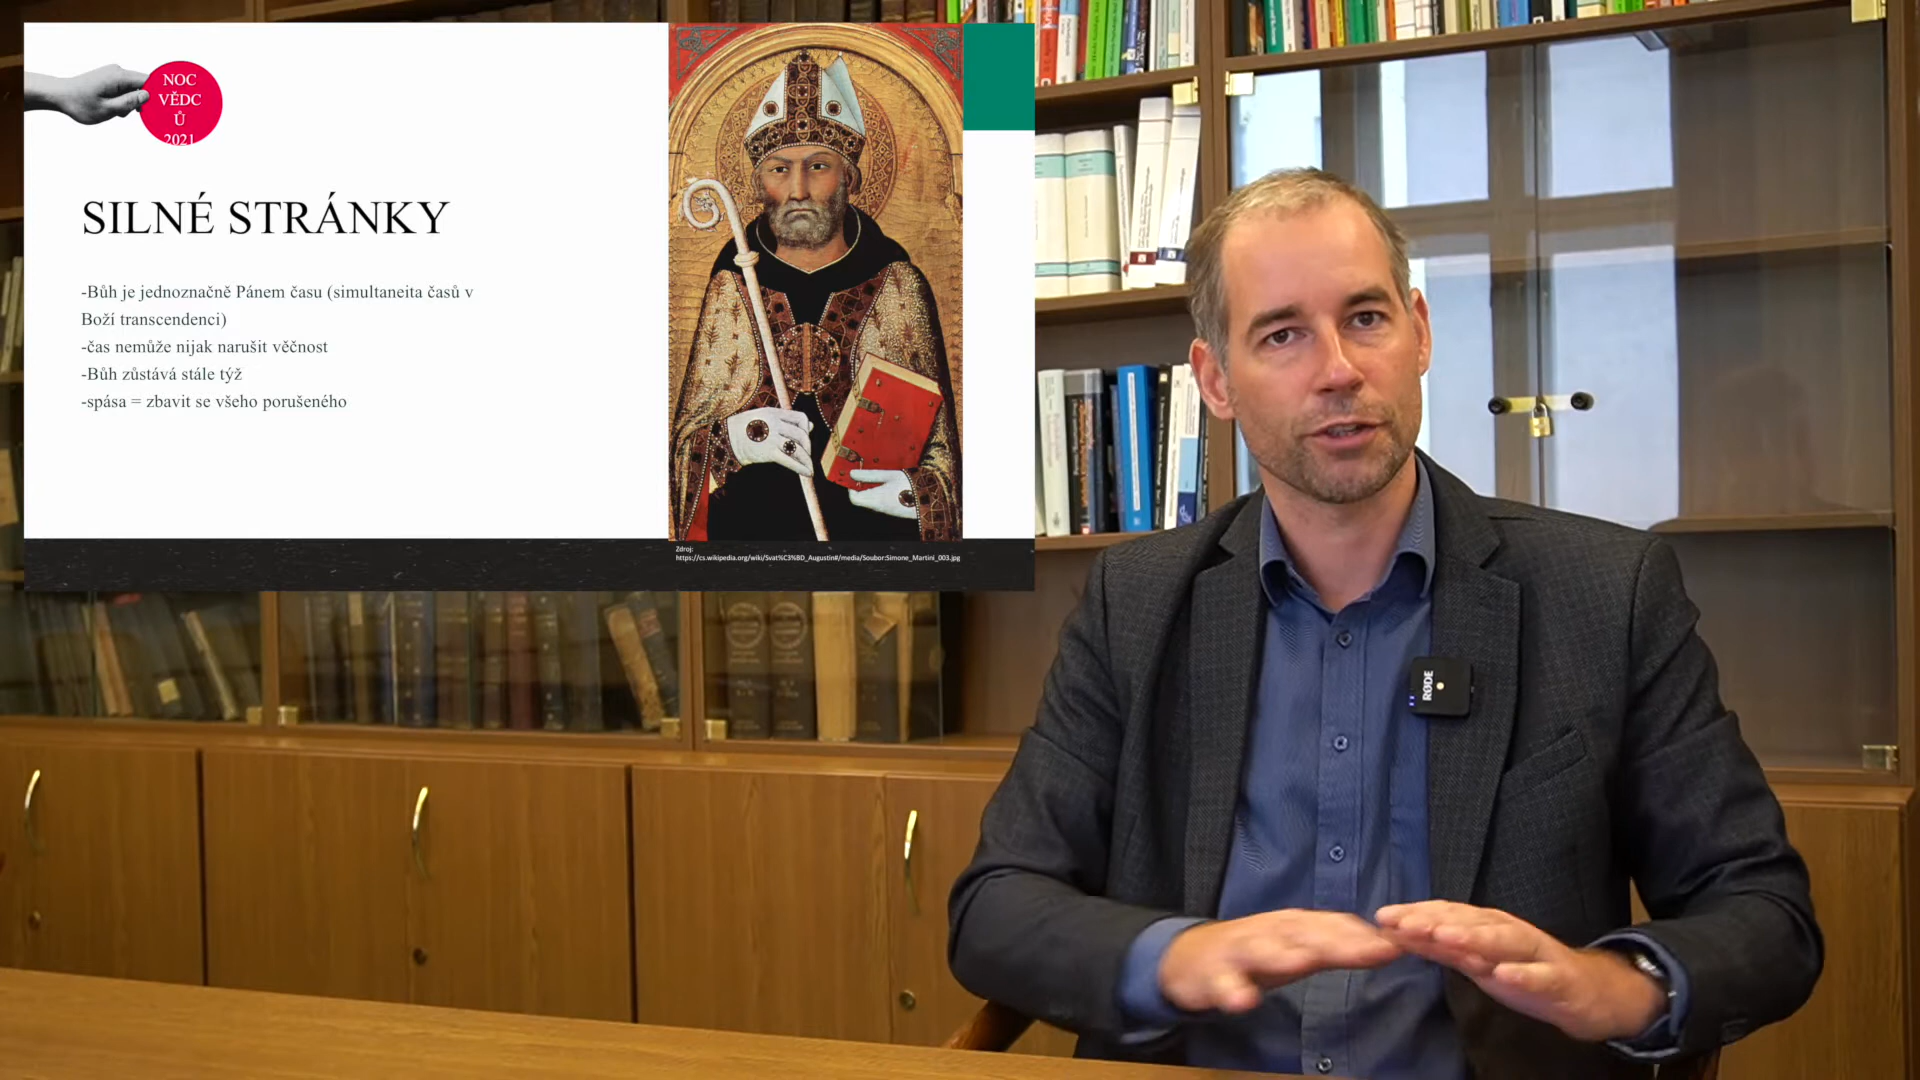 NOC
VĚDC
Ů
2021
SILNÉ STRÁNKY
-Bůh je jednoznačně Pánem času (simultaneita časů v
Boží transcendenci)
-čas nemůže nijak narušit věčnost
-Bůh zůstává stále týž
-spása = zbavit se všeho porušeného
Zdroj:
https://cs.wikipedia.org/wiki/Svat%C3%BD_Augustin#/media/Soubor:Simone_Martini_003.jpg
RØDE